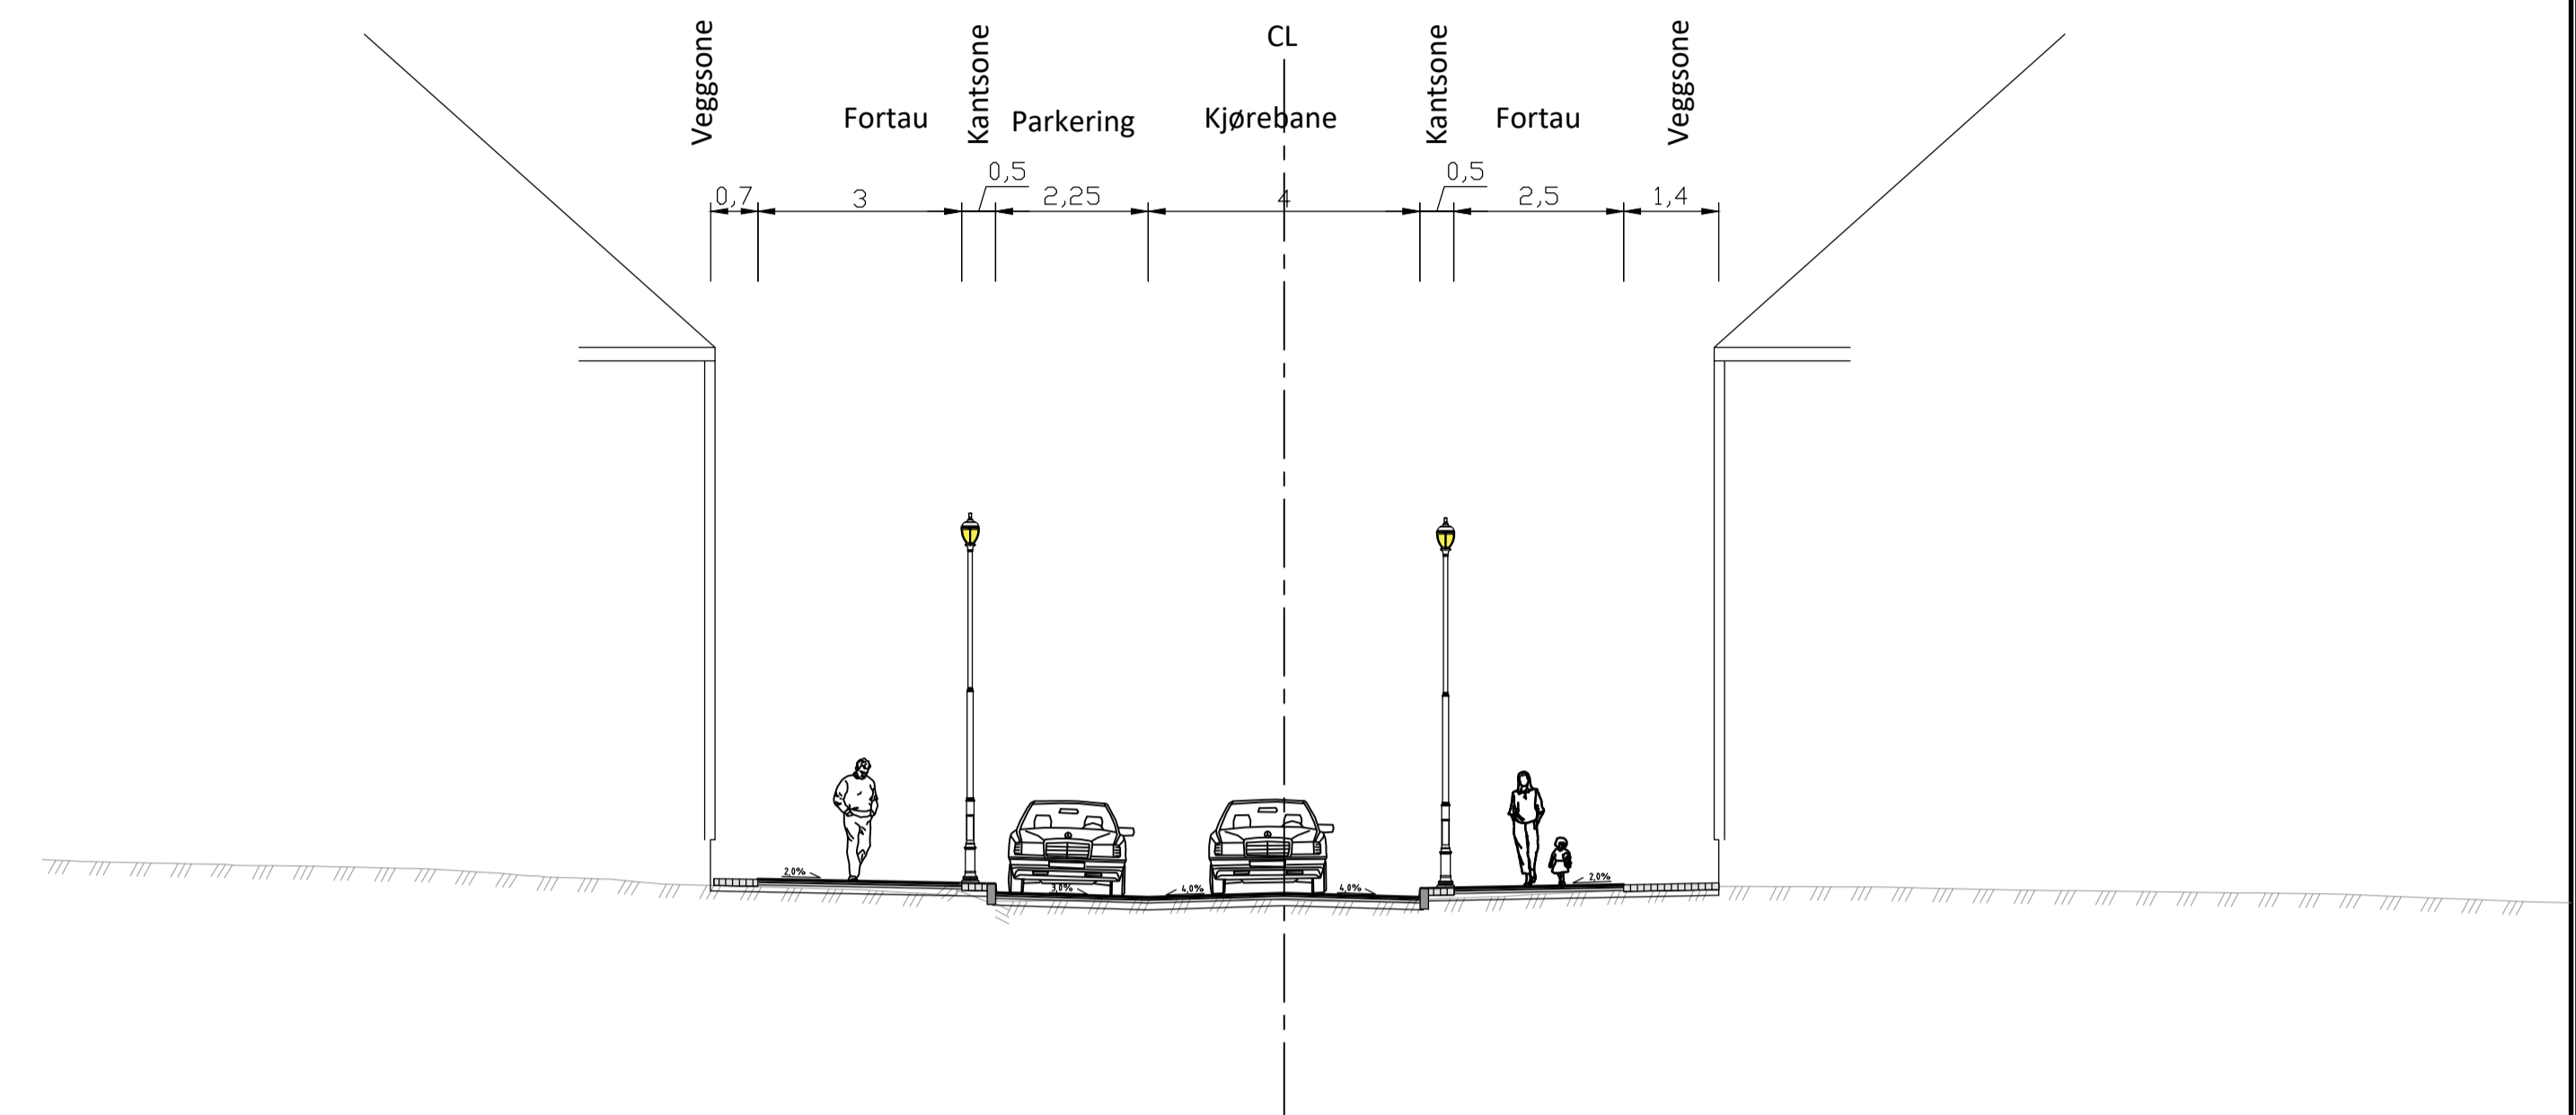 Veggsone
Fortau
Kantsone
Parkering
CL
Kjørebane
Kantsone
Fortau
Veggsone
0,7
3
0,5
2,25
4
0,5
2,5
1,4
2,0%
3,0%
4,0%
4,0%
2,0%